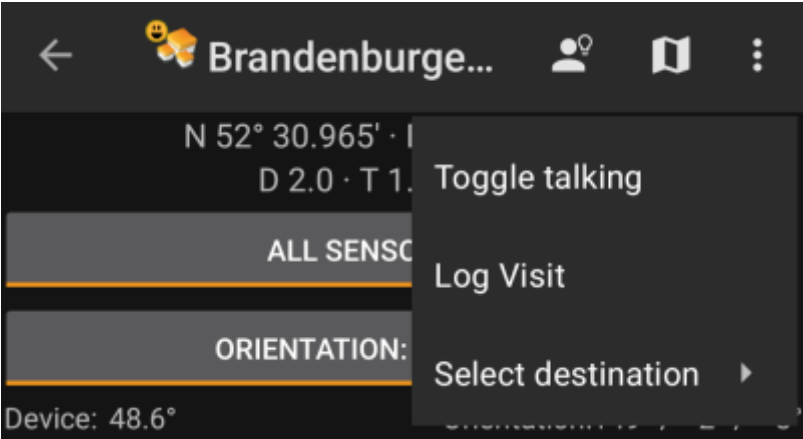 Brandenburge...
N 52° 30.965' ·
D 2.0 · T 1.
Toggle talking
ALL SENSO
Log Visit
ORIENTATION:
Select destination
Device: 48.6°